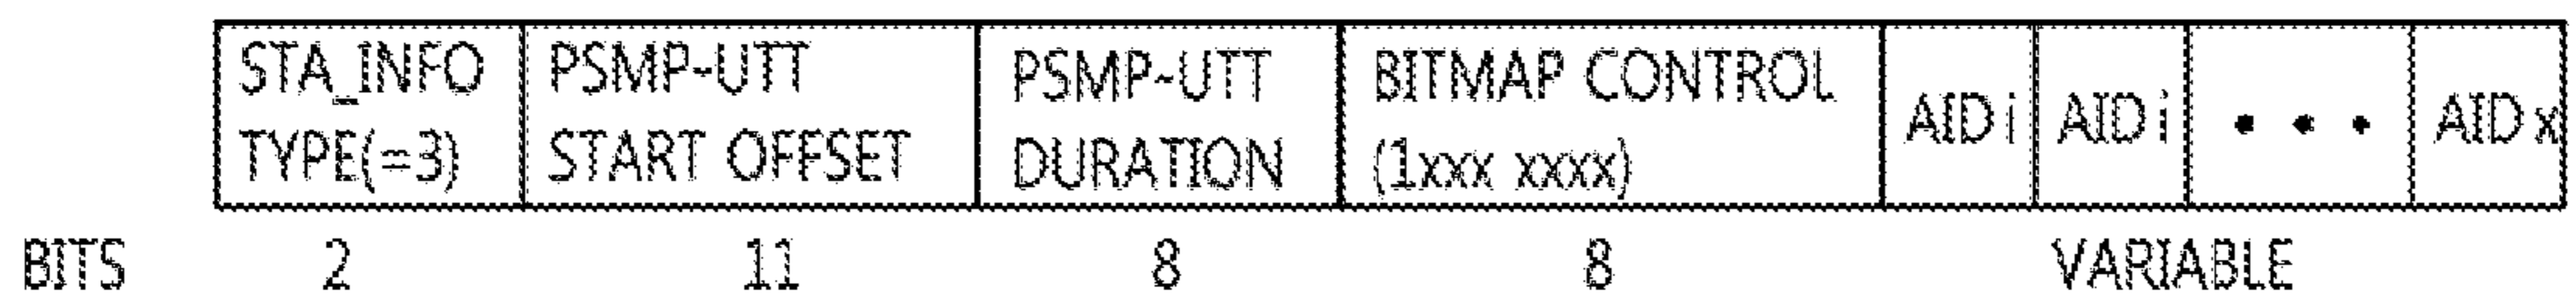 STA_INFO TYPE(=3)
PSMP-UTT START OFFSET
PSMP-UTT DURATION
BITMAP CONTROL (1xxx xxxx)
AID i
AID i
• • •
AID x
BITS 2 11 8 8 VARIABLE